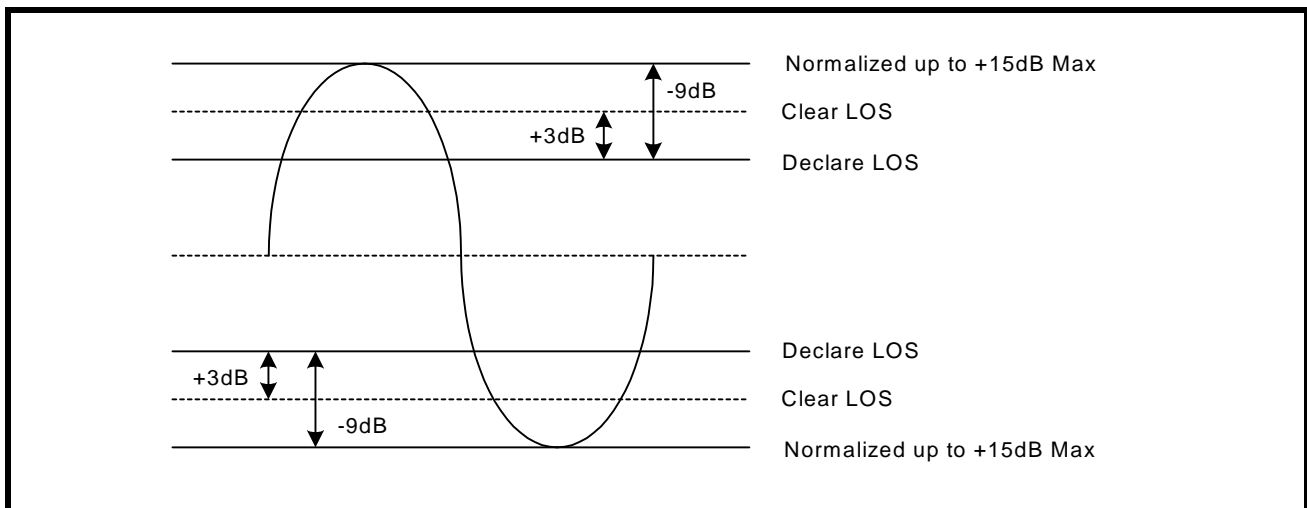 Normalized up to +15dB Max
-9dB
Clear LOS
+3dB
Declare LOS
Declare LOS
+3dB
Clear LOS
-9dB
Normalized up to +15dB Max